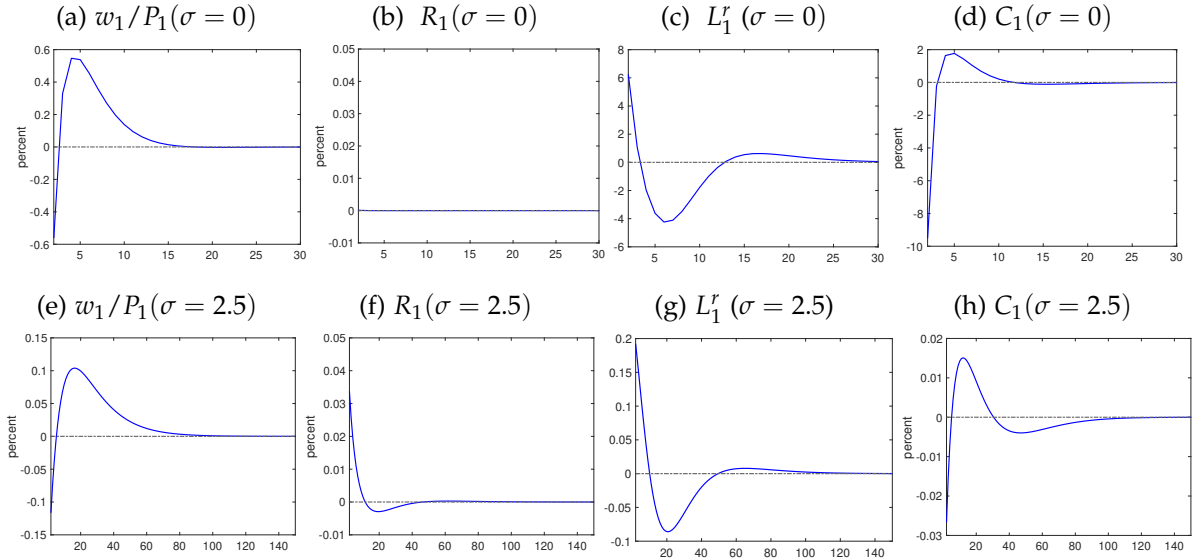 (a) w₁/P₁(σ = 0)
(b) R₁(σ = 0)
(c) L₁ʳ (σ = 0)
(d) C₁(σ = 0)
percent
0.6
0.4
0.2
0
-0.2
-0.4
-0.6
5 10 15 20 25 30
0.05
0.04
0.03
0.02
0.01
0
-0.01
5 10 15 20 25 30
8
6
4
2
0
-2
-4
-6
5 10 15 20 25 30
percent
2
0
-2
-4
-6
-8
-10
5 10 15 20 25 30
(e) w₁/P₁(σ = 2.5)
(f) R₁(σ = 2.5)
(g) L₁ʳ (σ = 2.5)
(h) C₁(σ = 2.5)
percent
0.15
0.1
0.05
0
-0.05
-0.1
-0.15
20 40 60 80 100 120 140
0.05
0.04
0.03
0.02
0.01
0
-0.01
20 40 60 80 100 120 140
0.2
0.15
0.1
0.05
0
-0.05
-0.1
20 40 60 80 100 120 140
percent
0.02
0.01
0
-0.01
-0.02
-0.03
20 40 60 80 100 120 140